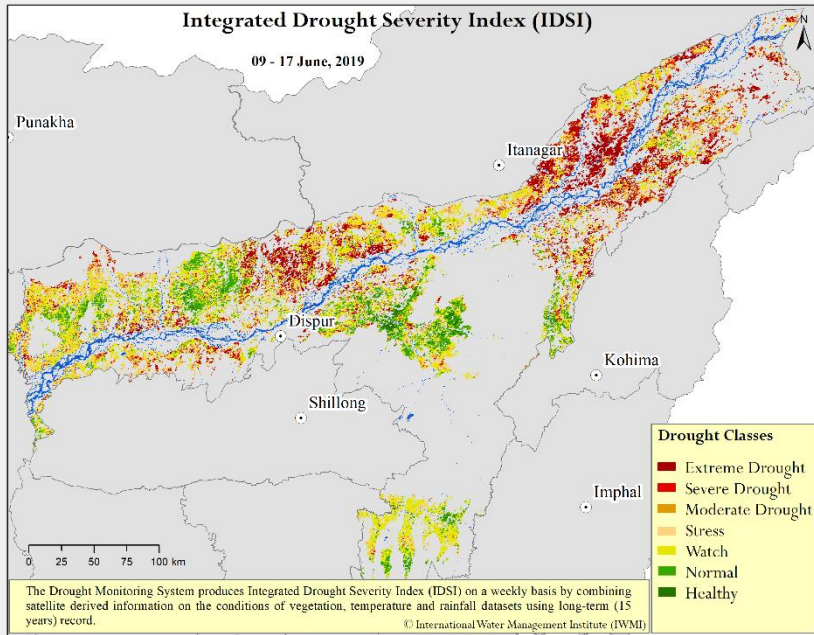 Integrated Drought Severity Index (IDSI)
09 - 17 June, 2019
N
Punakha
Itanagar
Dispur
Kohima
Shillong
Imphal
Drought Classes
Extreme Drought
Severe Drought
Moderate Drought
Stress
Watch
Normal
Healthy
0 25 50 100 km
The Drought Monitoring System produces Integrated Drought Severity Index (IDSI) on a weekly basis by combining
satellite derived information on the conditions of vegetation, temperature and rainfall datasets using long-term (15
years) record.
© International Water Management Institute (IWMI)